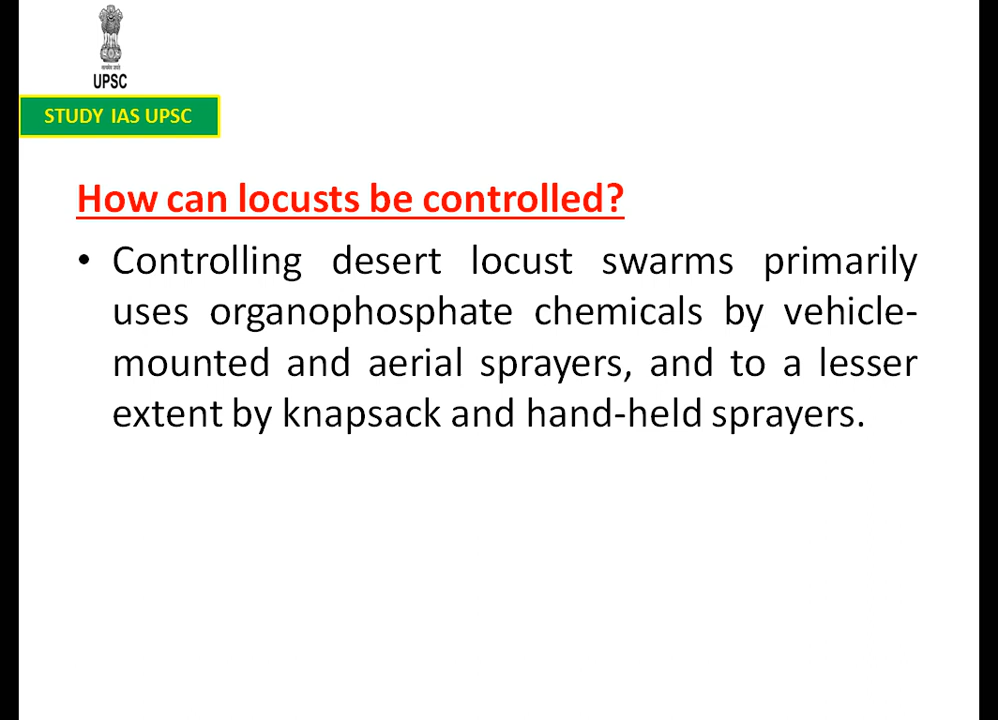 UPSC
STUDY IAS UPSC
How can locusts be controlled?
• Controlling desert locust swarms primarily
uses organophosphate chemicals by vehicle-
mounted and aerial sprayers, and to a lesser
extent by knapsack and hand-held sprayers.